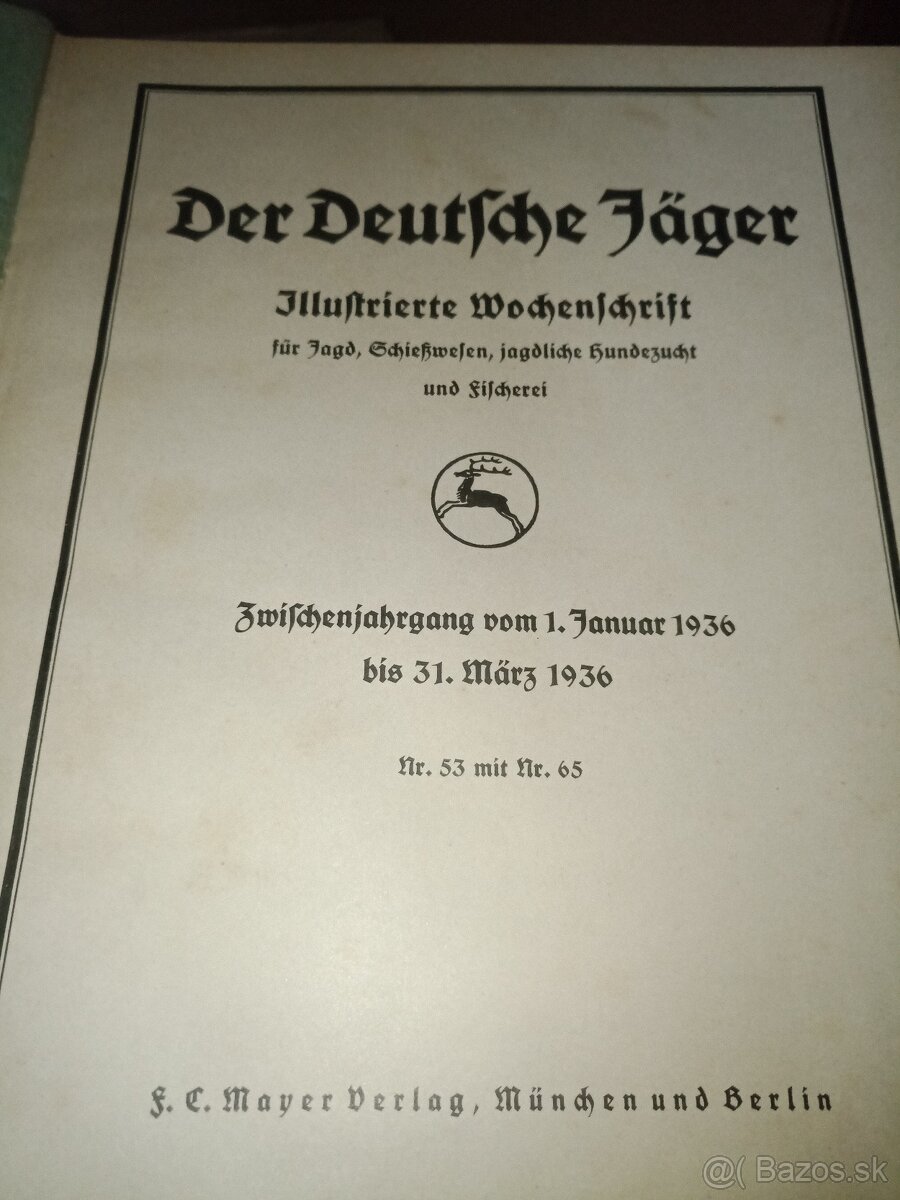 Der Deutſche Jäger
Illuſtrierte Wochenſchrift
für Jagd, Schießweſen, jagdliche Hundezucht
und Fiſcherei
Zwiſchenjahrgang vom 1. Januar 1936
bis 31. März 1936
Nr. 53 mit Nr. 65
F. C. Mayer Verlag, München und Berlin
@( Bazos.sk